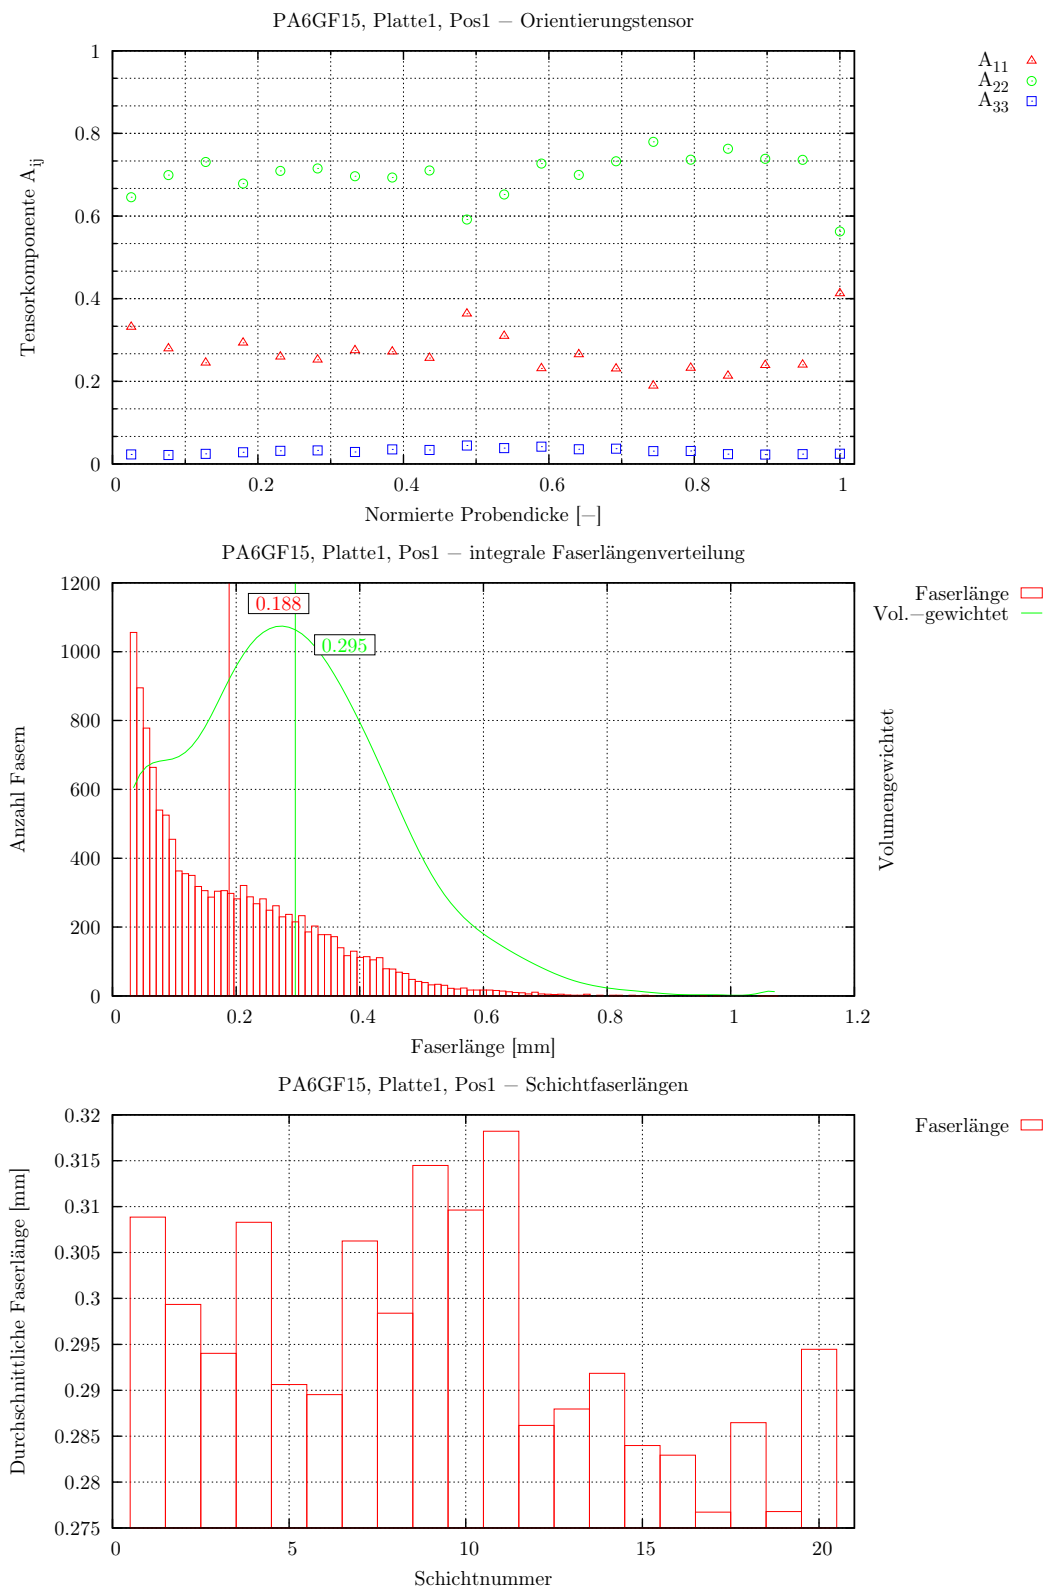 PA6GF15, Platte1, Pos1 − Orientierungstensor
A11
A22
A33
Tensorkomponente Aij
1
0.8
0.6
0.4
0.2
0
0 0.2 0.4 0.6 0.8 1
Normierte Probendicke [−]
PA6GF15, Platte1, Pos1 − integrale Faserlängenverteilung
Faserlänge
Vol.−gewichtet
0.188
0.295
Anzahl Fasern
Volumengewichtet
1200
1000
800
600
400
200
0
0 0.2 0.4 0.6 0.8 1 1.2
Faserlänge [mm]
PA6GF15, Platte1, Pos1 − Schichtfaserlängen
Faserlänge
Durchschnittliche Faserlänge [mm]
0.32
0.315
0.31
0.305
0.3
0.295
0.29
0.285
0.28
0.275
0 5 10 15 20
Schichtnummer